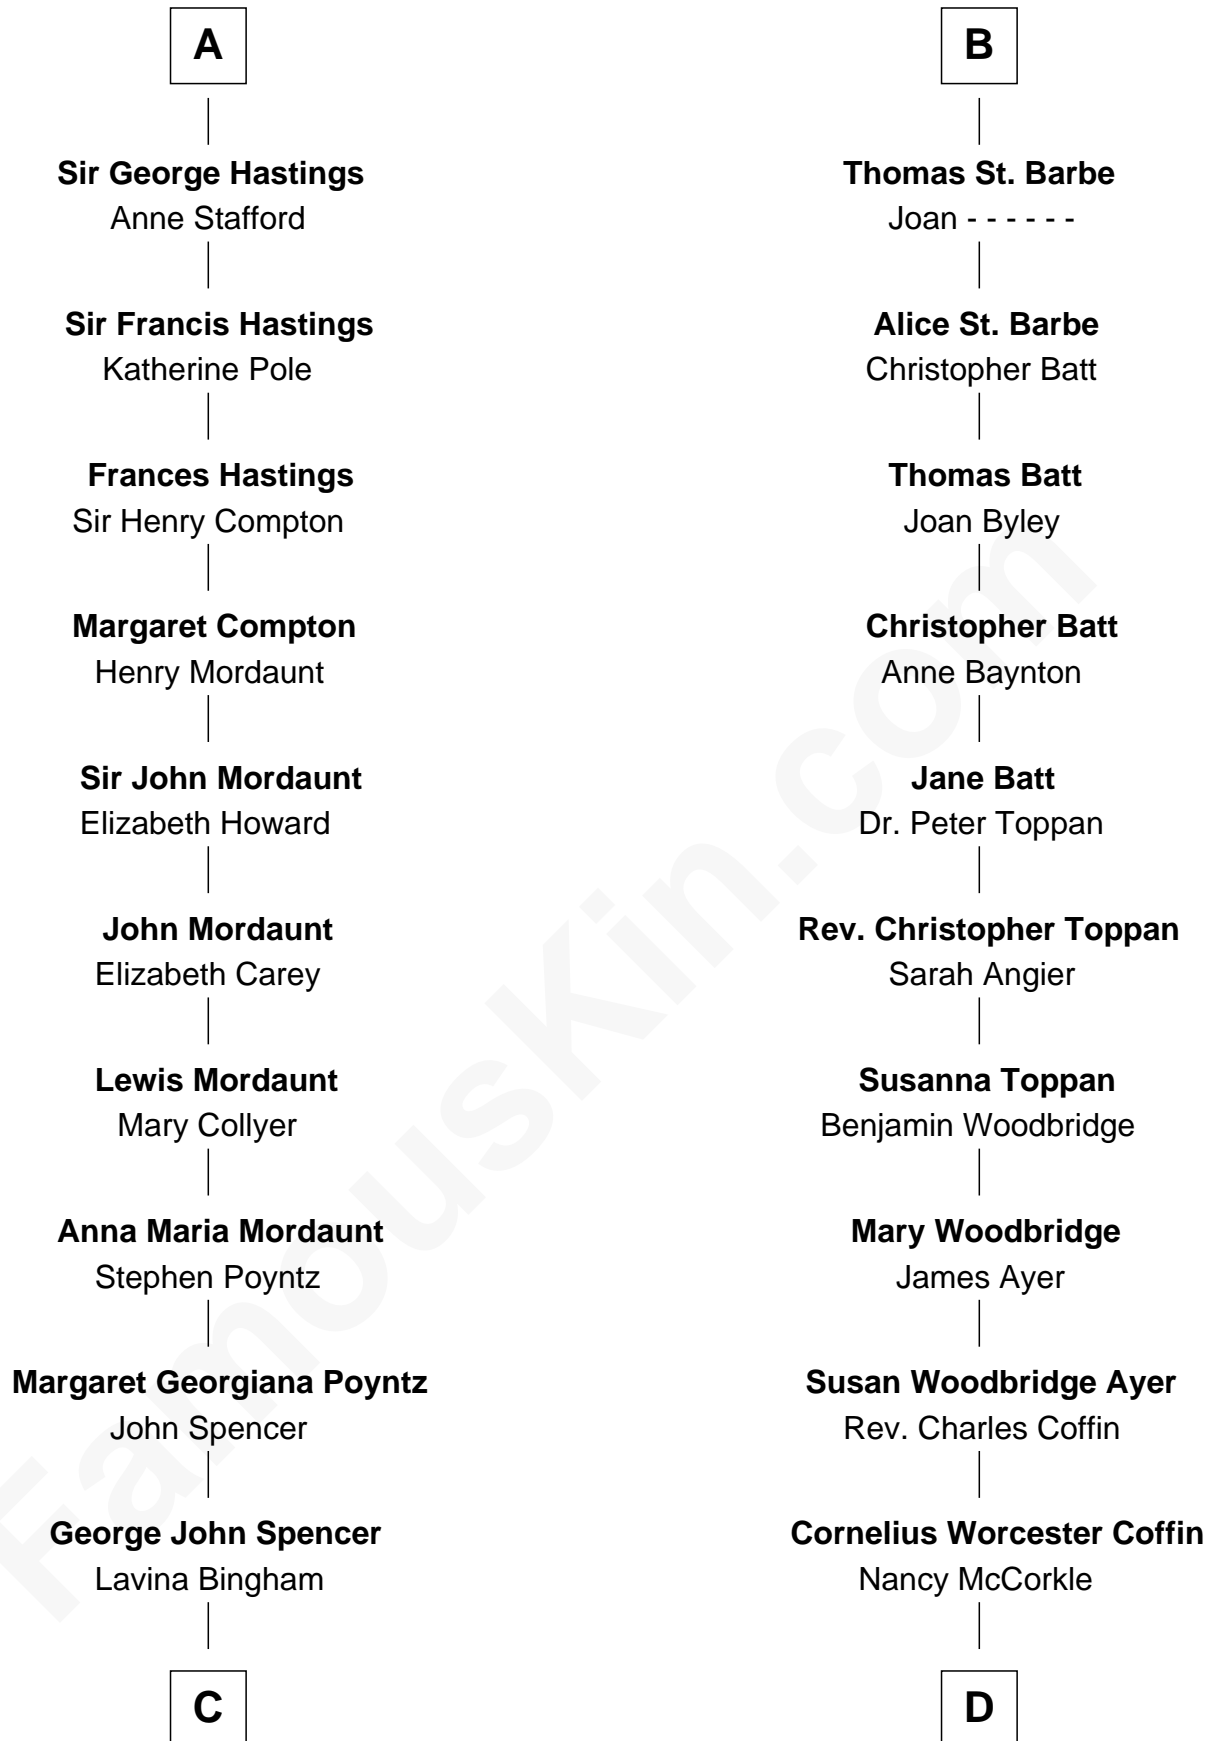 A
Sir George Hastings
Anne Stafford
Sir Francis Hastings
Katherine Pole
Frances Hastings
Sir Henry Compton
Margaret Compton
Henry Mordaunt
Sir John Mordaunt
Elizabeth Howard
John Mordaunt
Elizabeth Carey
Lewis Mordaunt
Mary Collyer
Anna Maria Mordaunt
Stephen Poyntz
Margaret Georgiana Poyntz
John Spencer
George John Spencer
Lavina Bingham
C
B
Thomas St. Barbe
Joan - - - - - -
Alice St. Barbe
Christopher Batt
Thomas Batt
Joan Byley
Christopher Batt
Anne Baynton
Jane Batt
Dr. Peter Toppan
Rev. Christopher Toppan
Sarah Angier
Susanna Toppan
Benjamin Woodbridge
Mary Woodbridge
James Ayer
Susan Woodbridge Ayer
Rev. Charles Coffin
Cornelius Worcester Coffin
Nancy McCorkle
D
FamousKin.com